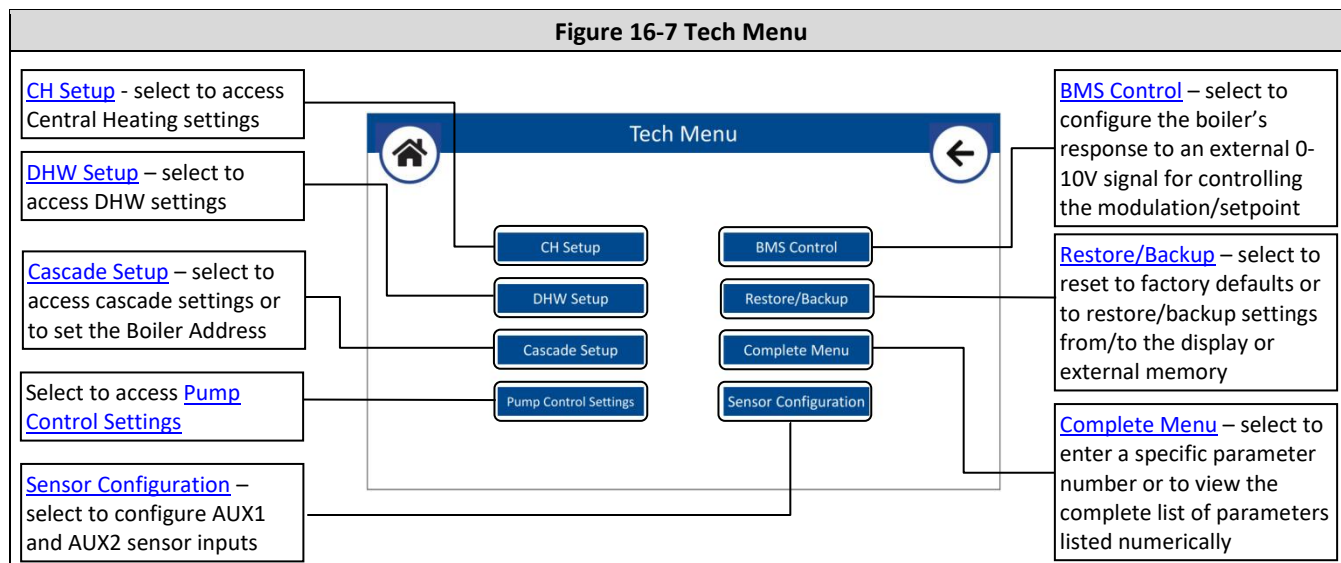 Figure 16-7 Tech Menu
CH Setup - select to access
Central Heating settings
DHW Setup – select to
access DHW settings
Cascade Setup – select to
access cascade settings or
to set the Boiler Address
Select to access Pump
Control Settings
Sensor Configuration –
select to configure AUX1
and AUX2 sensor inputs
Tech Menu
CH Setup
DHW Setup
Cascade Setup
Pump Control Settings
BMS Control
Restore/Backup
Complete Menu
Sensor Configuration
BMS Control – select to
configure the boiler’s
response to an external 0-
10V signal for controlling
the modulation/setpoint
Restore/Backup – select to
reset to factory defaults or
to restore/backup settings
from/to the display or
external memory
Complete Menu – select to
enter a specific parameter
number or to view the
complete list of parameters
listed numerically